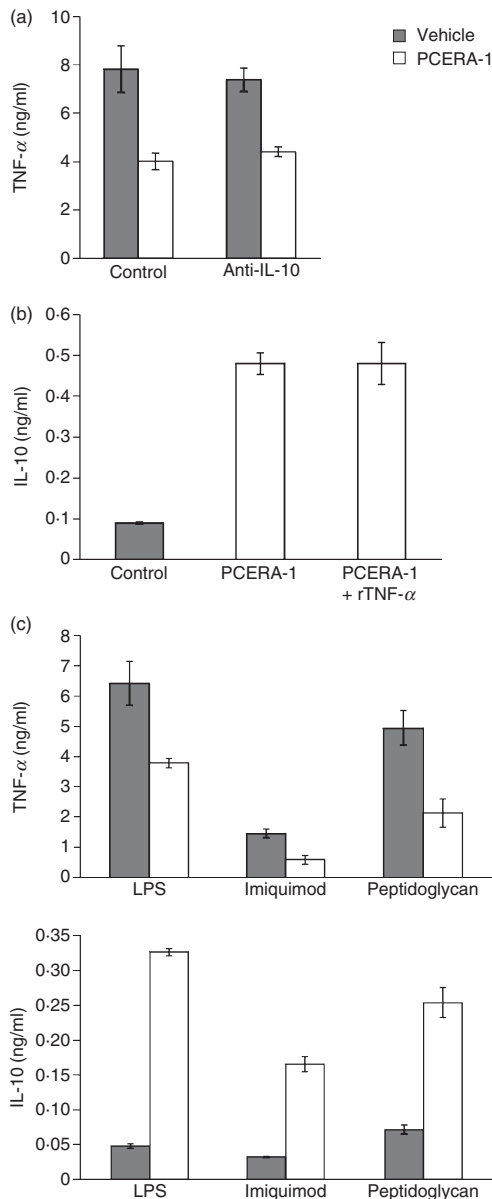 (a)
10
8
6
4
2
0
TNF-α (ng/ml)
Control
Anti-IL-10
Vehicle
PCERA-1
(b)
0·6
0·5
0·4
0·3
0·2
0·1
0
IL-10 (ng/ml)
Control
PCERA-1
PCERA-1
+ rTNF-α
(c)
8
7
6
5
4
3
2
1
0
TNF-α (ng/ml)
LPS
Imiquimod
Peptidoglycan
0·35
0·30
0·25
0·20
0·15
0·10
0·05
0
IL-10 (ng/ml)
LPS
Imiquimod
Peptidoglycan